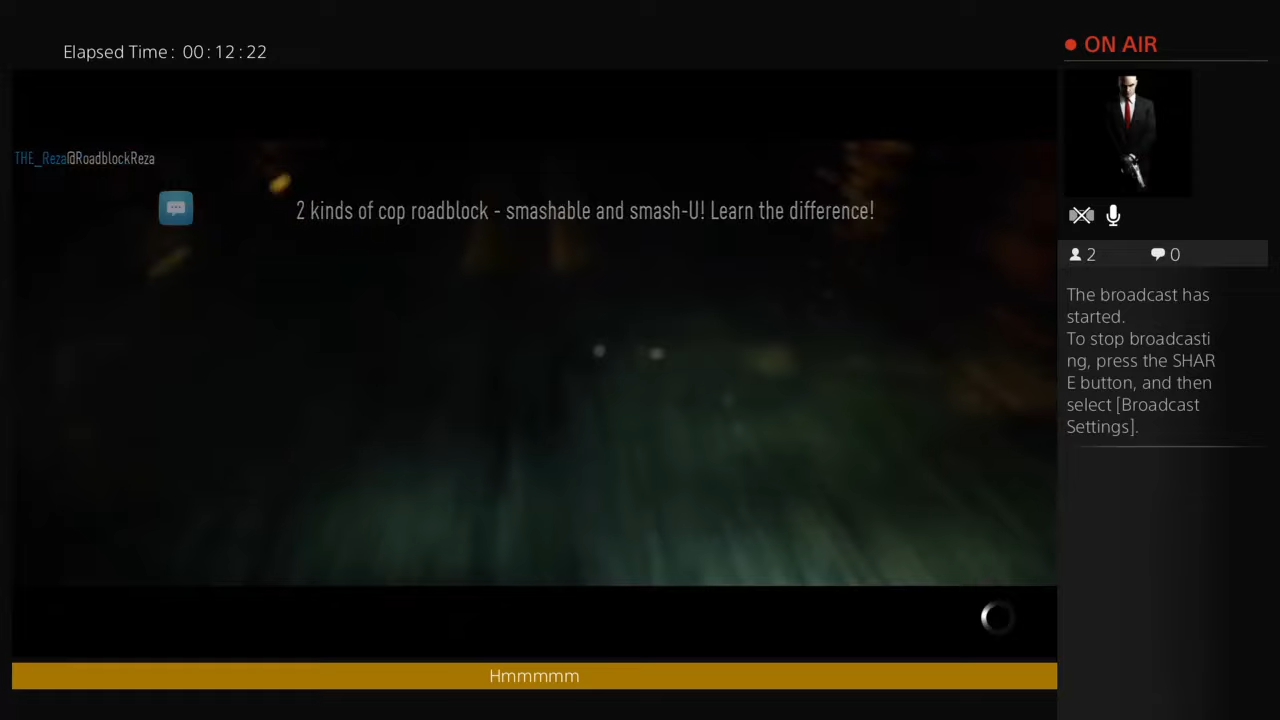 Elapsed Time: 00:12:22
ON AIR
THE_Reza@RoadblockReza
2 kinds of cop roadblock - smashable and smash-U! Learn the difference!
2 0
The broadcast has
started.
To stop broadcasti
ng, press the SHAR
E button, and then
select [Broadcast
Settings].
Hmmmmm